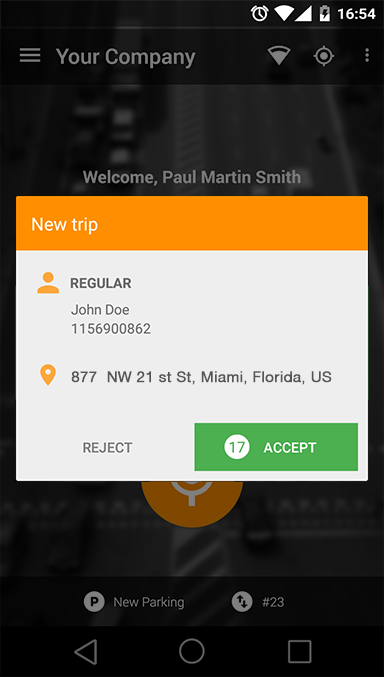 16:54
Your Company
Welcome, Paul Martin Smith
New trip
REGULAR
John Doe
1156900862
877 NW 21 st St, Miami, Florida, US
REJECT
17 ACCEPT
P New Parking
#23